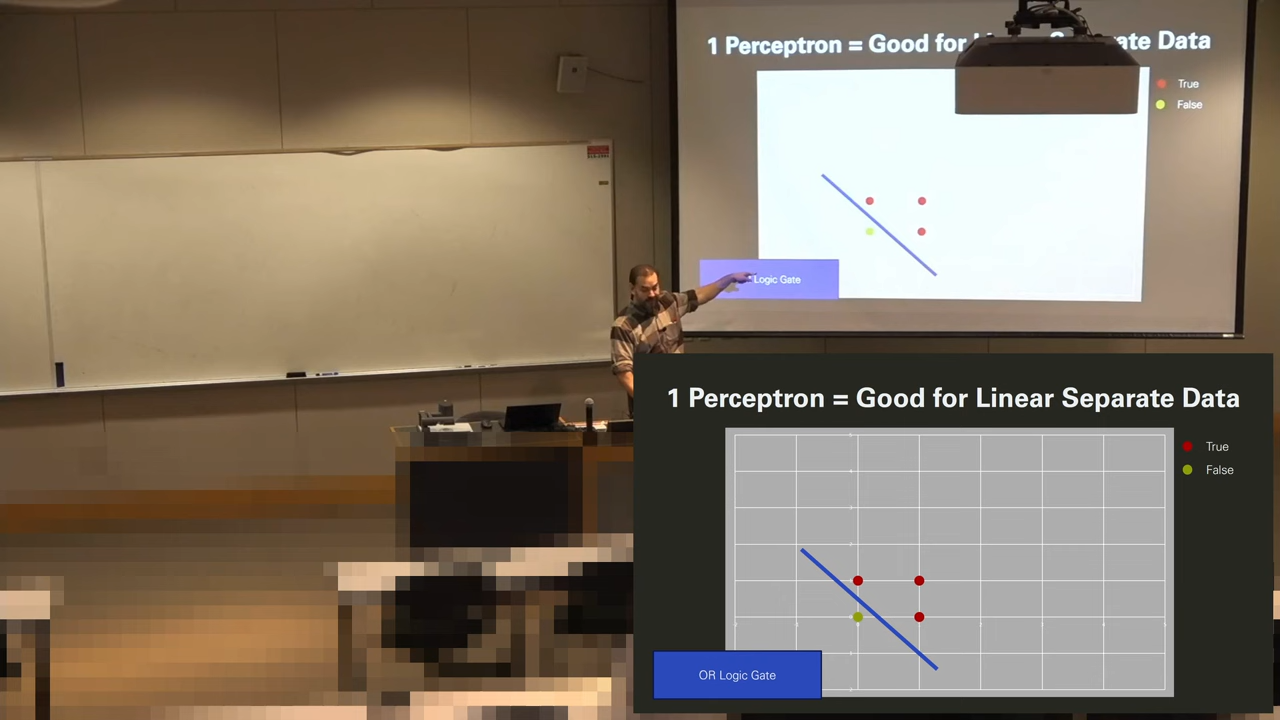 1 Perceptron = Good for Separate Data
True
False
Logic Gate
1 Perceptron = Good for Linear Separate Data
True
False
OR Logic Gate